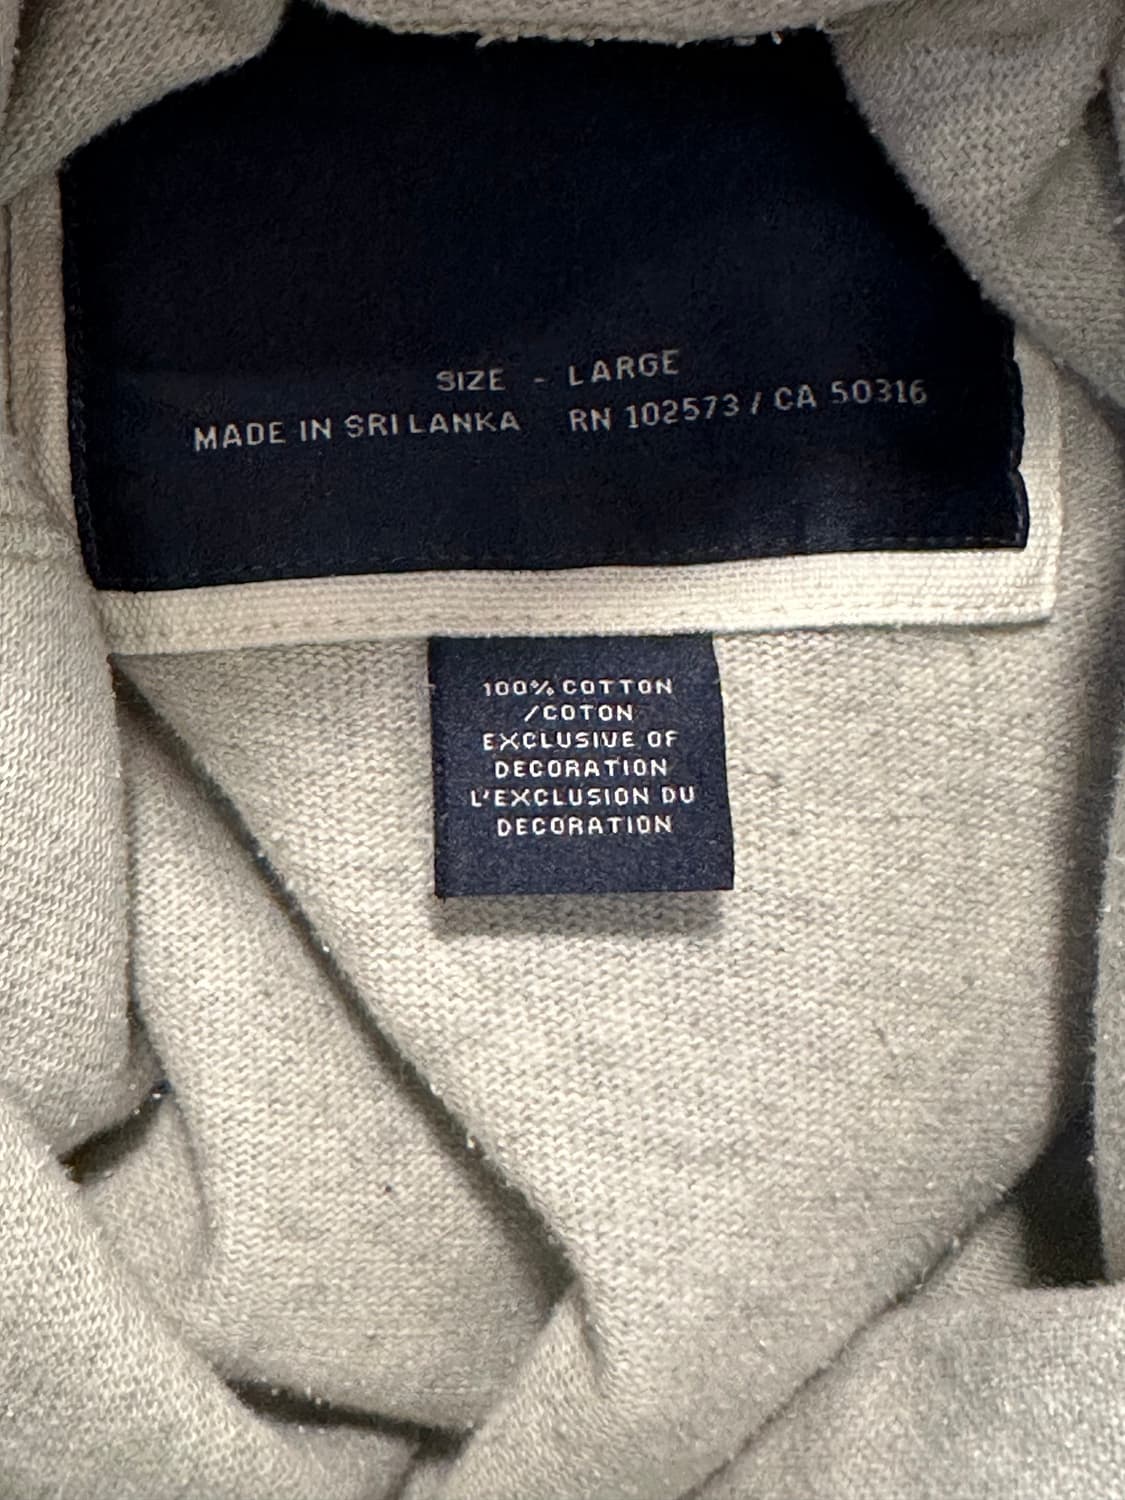 SIZE - LARGE
MADE IN SRI LANKA RN 102573 / CA 50316
100% COTTON
/COTON
EXCLUSIVE OF
DECORATION
L'EXCLUSION DU
DECORATION